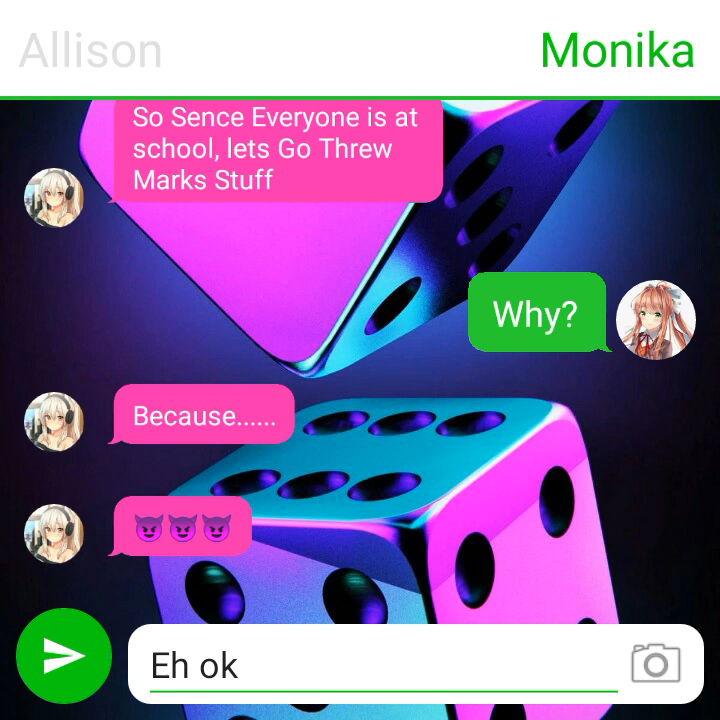 Allison
Monika
So Sence Everyone is at
school, lets Go Threw
Marks Stuff
Why?
Because......
😈😈😈
Eh ok